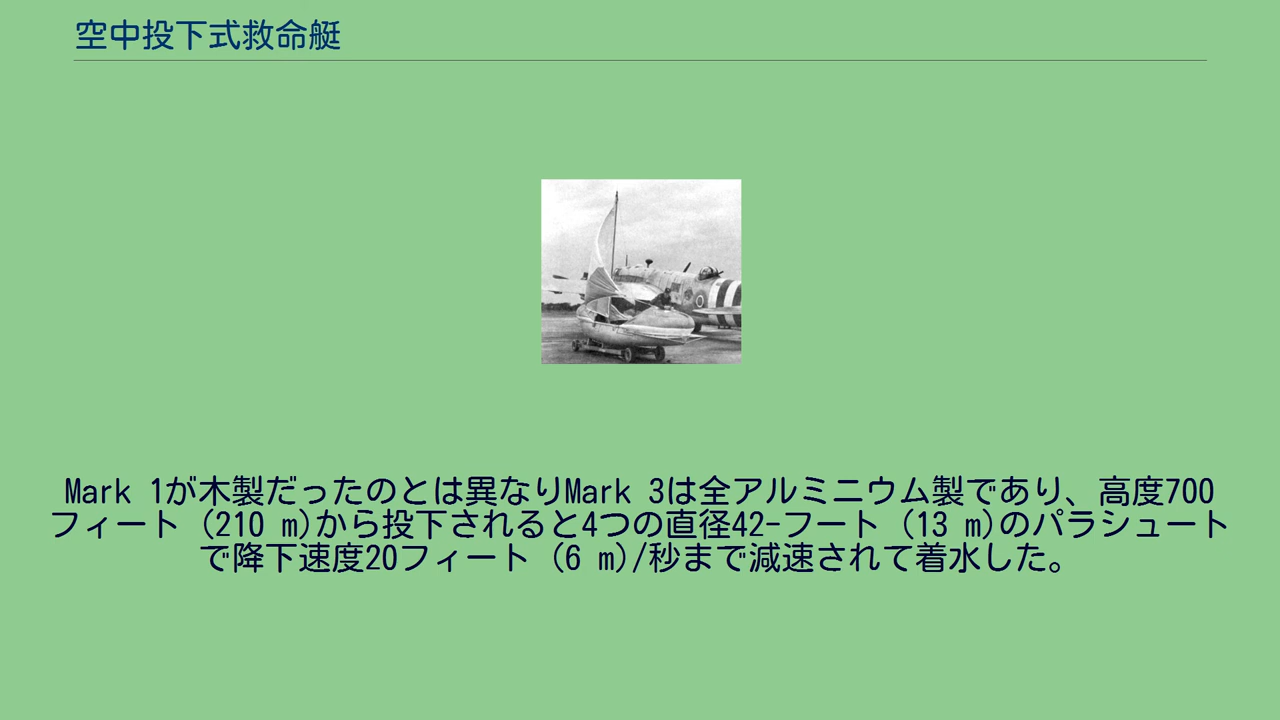 空中投下式救命艇
Mark 1が木製だったのとは異なりMark 3は全アルミニウム製であり、高度700
フィート (210 m)から投下されると4つの直径42-フート (13 m)のパラシュート
で降下速度20フィート (6 m)/秒まで減速されて着水した。